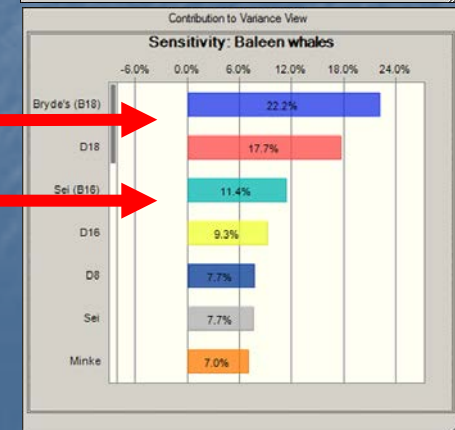 Contribution to Variance View
Sensitivity: Baleen whales
-6.0% 0.0% 6.0% 12.0% 18.0% 24.0%
Bryde's (B18) 22.2%
D18 17.7%
Sei (B16) 11.4%
D16 9.3%
D8 7.7%
Sei 7.7%
Minke 7.0%